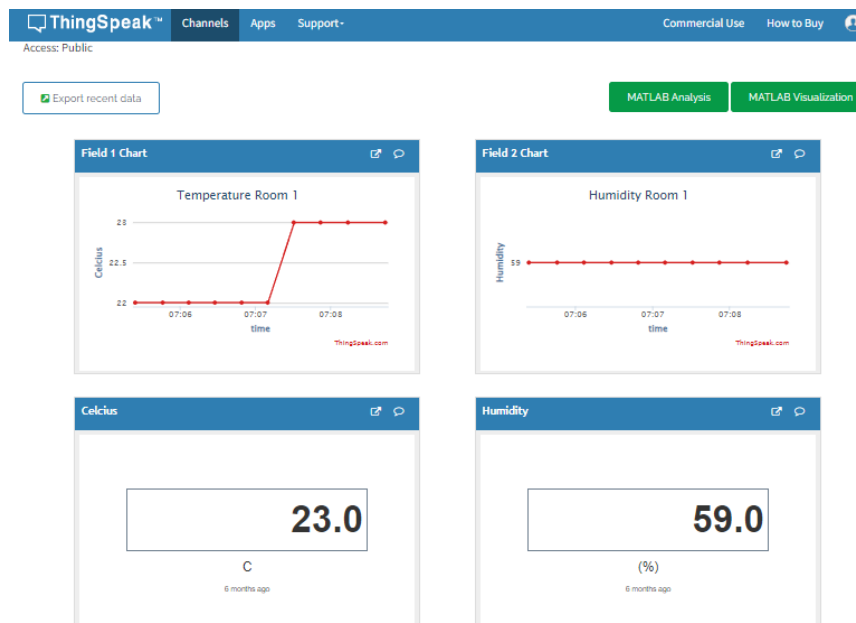 ThingSpeak™ Channels Apps Support- Commercial Use How to Buy
Access: Public
Export recent data MATLAB Analysis MATLAB Visualization
Field 1 Chart
Temperature Room 1
23
22.5
22
Celcius
07:06 07:07 07:08
time
ThingSpeak.com
Field 2 Chart
Humidity Room 1
59
Humidity
07:06 07:07 07:08
time
ThingSpeak.com
Celcius
23.0
C
6 months ago
Humidity
59.0
(%)
6 months ago